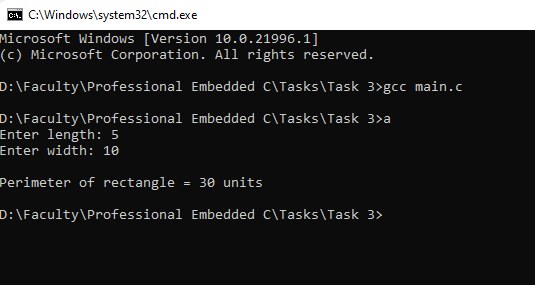 C:\Windows\system32\cmd.exe
Microsoft Windows [Version 10.0.21996.1]
(c) Microsoft Corporation. All rights reserved.
D:\Faculty\Professional Embedded C\Tasks\Task 3>gcc main.c
D:\Faculty\Professional Embedded C\Tasks\Task 3>a
Enter length: 5
Enter width: 10
Perimeter of rectangle = 30 units
D:\Faculty\Professional Embedded C\Tasks\Task 3>